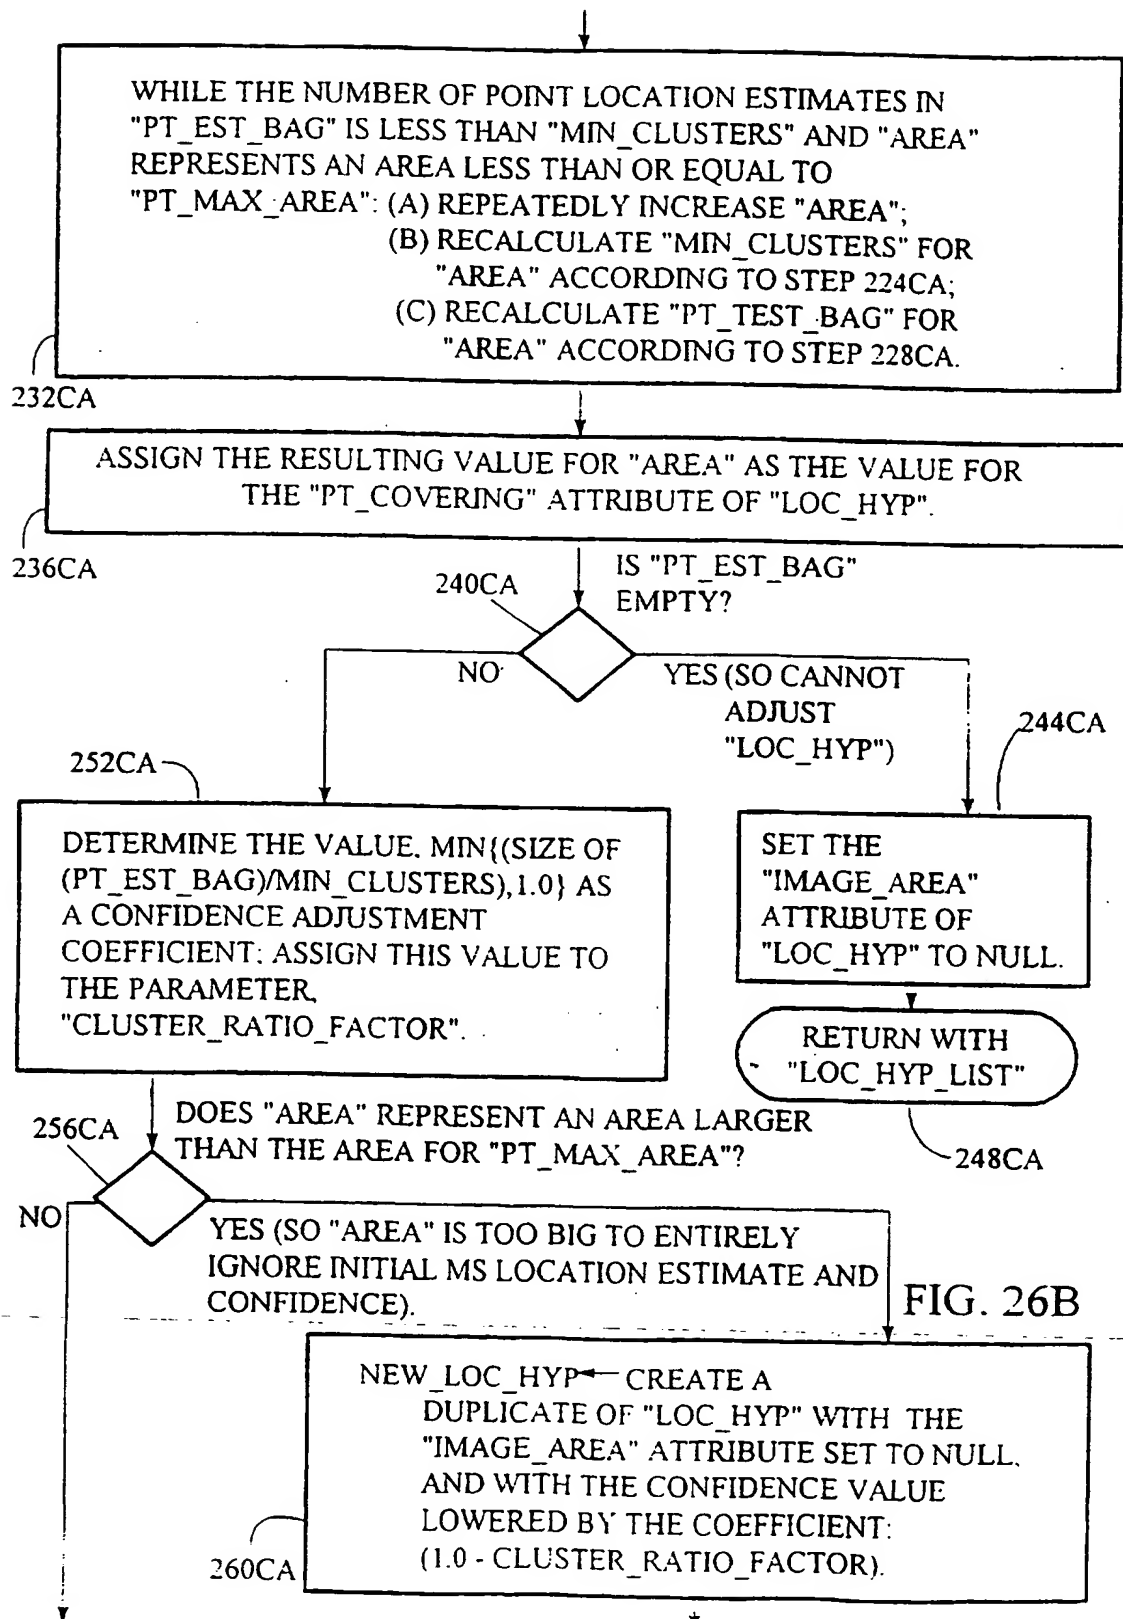 WHILE THE NUMBER OF POINT LOCATION ESTIMATES IN
"PT_EST_BAG" IS LESS THAN "MIN_CLUSTERS" AND "AREA"
REPRESENTS AN AREA LESS THAN OR EQUAL TO
"PT_MAX_AREA": (A) REPEATEDLY INCREASE "AREA";
(B) RECALCULATE "MIN_CLUSTERS" FOR
"AREA" ACCORDING TO STEP 224CA;
(C) RECALCULATE "PT_TEST_BAG" FOR
"AREA" ACCORDING TO STEP 228CA.
232CA
ASSIGN THE RESULTING VALUE FOR "AREA" AS THE VALUE FOR
THE "PT_COVERING" ATTRIBUTE OF "LOC_HYP".
236CA
IS "PT_EST_BAG"
EMPTY?
240CA
NO
YES (SO CANNOT
ADJUST
"LOC_HYP")
244CA
252CA
DETERMINE THE VALUE, MIN{(SIZE OF
(PT_EST_BAG)/MIN_CLUSTERS),1.0} AS
A CONFIDENCE ADJUSTMENT
COEFFICIENT; ASSIGN THIS VALUE TO
THE PARAMETER,
"CLUSTER_RATIO_FACTOR".
SET THE
"IMAGE_AREA"
ATTRIBUTE OF
"LOC_HYP" TO NULL.
RETURN WITH
"LOC_HYP_LIST"
248CA
256CA
DOES "AREA" REPRESENT AN AREA LARGER
THAN THE AREA FOR "PT_MAX_AREA"?
NO
YES (SO "AREA" IS TOO BIG TO ENTIRELY
IGNORE INITIAL MS LOCATION ESTIMATE AND
CONFIDENCE).
FIG. 26B
NEW_LOC_HYP ← CREATE A
DUPLICATE OF "LOC_HYP" WITH THE
"IMAGE_AREA" ATTRIBUTE SET TO NULL,
AND WITH THE CONFIDENCE VALUE
LOWERED BY THE COEFFICIENT:
(1.0 - CLUSTER_RATIO_FACTOR).
260CA